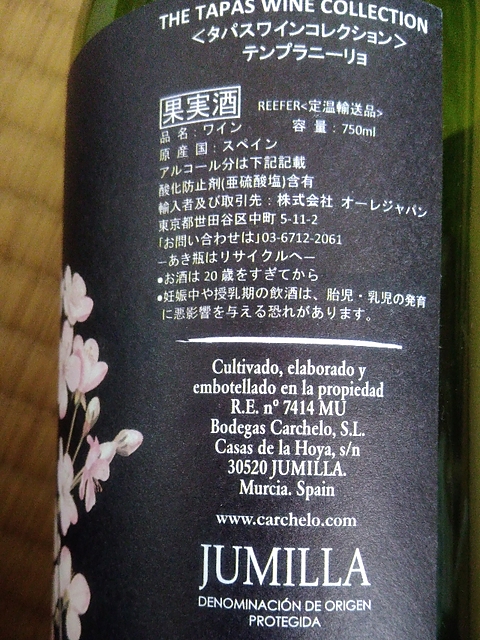 THE TAPAS WINE COLLECTION
<タパスワインコレクション>
テンプラニーリョ
果実酒 REEFER<定温輸送品>
品 名：ワイン 容 量：750ml
原 産 国：スペイン
アルコール分は下記記載
酸化防止剤(亜硫酸塩)含有
輸入者及び取引先：株式会社 オーレジャパン
東京都世田谷区中町 5-11-2
｢お問い合わせは｣03-6712-2061
―あき瓶はリサイクルへ―
●お酒は 20 歳をすぎてから
●妊娠中や授乳期の飲酒は、胎児・乳児の発育
に悪影響を与える恐れがあります。
Cultivado, elaborado y
embotellado en la propiedad
R.E. nº 7414 MU
Bodegas Carchelo, S.L.
Casas de la Hoya, s/n
30520 JUMILLA.
Murcia. Spain
www.carchelo.com
JUMILLA
DENOMINACIÓN DE ORIGEN
PROTEGIDA